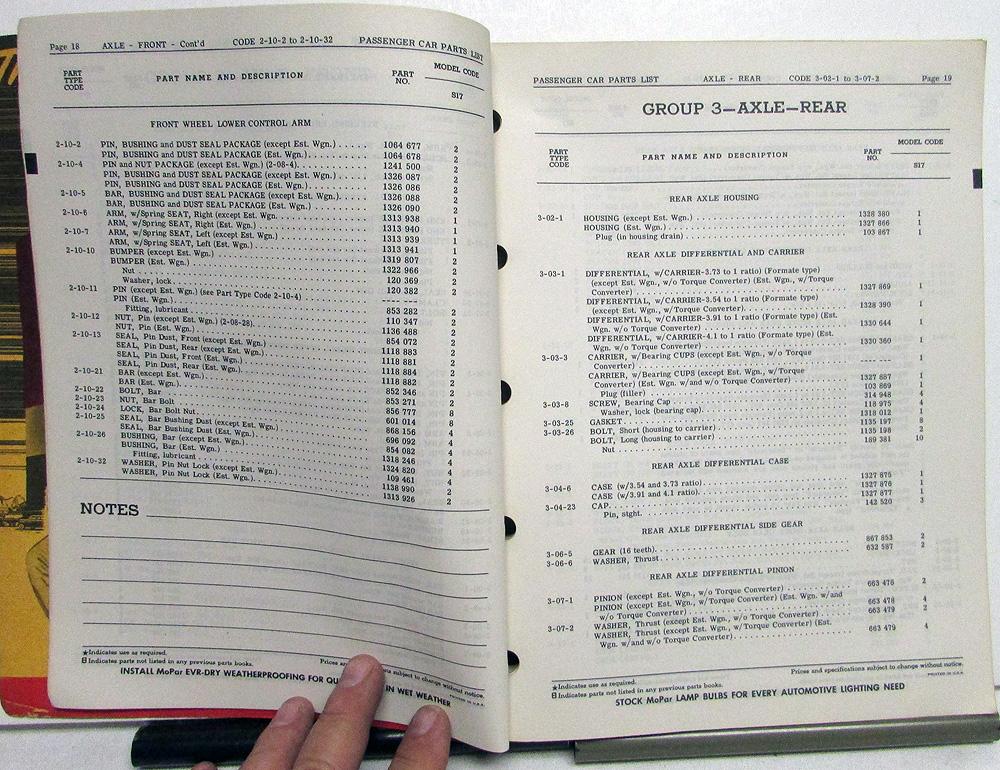 Page 18 AXLE - FRONT - Cont'd CODE 2-10-2 to 2-10-32 PASSENGER CAR PARTS LIST
PART TYPE CODE PART NAME AND DESCRIPTION PART NO. MODEL CODE
S17
FRONT WHEEL LOWER CONTROL ARM
2-10-2 PIN, BUSHING and DUST SEAL PACKAGE (except Est. Wgn.) ...... 1064 677 2
PIN, BUSHING and DUST SEAL PACKAGE (Est. Wgn.) ...... 1064 678 2
2-10-4 PIN and NUT PACKAGE (except Est. Wgn.) (2-08-4) ...... 1241 500 2
PIN, BUSHING and DUST SEAL PACKAGE (except Est. Wgn.) ...... 1326 087 2
PIN, BUSHING and DUST SEAL PACKAGE (Est. Wgn.) ...... 1326 086 2
2-10-5 BAR, BUSHING and DUST SEAL PACKAGE (except Est. Wgn.) ...... 1326 088 2
BAR, BUSHING and DUST SEAL PACKAGE (Est. Wgn.) ...... 1326 090 2
2-10-6 ARM, w/Spring SEAT, Right (except Est. Wgn. ...... 1313 938 1
ARM, w/Spring SEAT, Right (Est. Wgn.) ...... 1313 940 1
2-10-7 ARM, w/Spring SEAT, Left (except Est. Wgn.) ...... 1313 939 1
ARM, w/Spring SEAT, Left (Est. Wgn.) ...... 1313 941 1
2-10-10 BUMPER (except Est. Wgn.) ...... 1319 807 2
BUMPER (Est. Wgn.) ...... 1322 966 2
Nut ...... 120 369 2
Washer, lock ...... 120 382 2
2-10-11 PIN (except Est. Wgn.) (see Part Type Code 2-10-4) ...... - - - - - -
PIN (Est. Wgn.) ...... 853 282 2
Fitting, lubricant ...... 110 347 2
2-10-12 NUT, Pin (except Est. Wgn.) (2-08-28) ...... 1136 488 2
NUT, Pin (Est. Wgn.) ...... 854 072 2
2-10-13 SEAL, Pin Dust, Front (except Est. Wgn.) ...... 1118 883 2
SEAL, Pin Dust, Rear (except Est. Wgn.) ...... 1118 881 2
SEAL, Pin Dust, Front (Est. Wgn.) ...... 1118 884 2
SEAL, Pin Dust, Rear (Est. Wgn.) ...... 1118 882 2
2-10-21 BAR (except Est. Wgn.) ...... 852 346 2
BAR (Est. Wgn.) ...... 853 271 2
2-10-22 BOLT, Bar ...... 856 777 8
2-10-23 NUT, Bar Bolt ...... 601 014 8
2-10-24 LOCK, Bar Bolt Nut ...... 868 156 4
2-10-25 SEAL, Bar Bushing Dust (except Est. Wgn.) ...... 696 092 4
SEAL, Bar Bushing Dust (Est. Wgn.) ...... 854 082 4
2-10-26 BUSHING, Bar (except Est. Wgn.) ...... 1318 246 4
BUSHING, Bar (Est. Wgn.) ...... 1324 820 4
Fitting, lubricant ...... 109 461 4
2-10-32 WASHER, Pin Nut Lock (except Est. Wgn.) ...... 1138 990 2
WASHER, Pin Nut Lock (Est. Wgn.) ...... 1313 926 2
NOTES
★Indicates use as required.
Indicates parts not listed in any previous parts books. Prices an subject to change without notice.
INSTALL MoPar EVR-DRY WEATHERPROOFING FOR QU IN WET WEATHER
PRINTED IN U.S.A.
PASSENGER CAR PARTS LIST AXLE - REAR CODE 3-02-1 to 3-07-2 Page 19
GROUP 3—AXLE—REAR
PART TYPE CODE PART NAME AND DESCRIPTION PART NO. MODEL CODE
S17
REAR AXLE HOUSING
3-02-1 HOUSING (except Est. Wgn.) ...... 1328 380 1
HOUSING (Est. Wgn.) ...... 1327 866 1
Plug (in housing drain) ...... 103 867 1
REAR AXLE DIFFERENTIAL AND CARRIER
3-03-1 DIFFERENTIAL, w/CARRIER-3.73 to 1 ratio) (Formate type)
(except Est. Wgn., w/o Torque Converter) (Est. Wgn., w/Torque
Converter) ...... 1327 869 1
DIFFERENTIAL, w/CARRIER-3.54 to 1 ratio) (Formate type)
(except Est. Wgn., w/Torque Converter) ...... 1328 390 1
DIFFERENTIAL, w/CARRIER-3.91 to 1 ratio) (Formate type) (Est.
Wgn. w/o Torque Converter) ...... 1330 644 1
DIFFERENTIAL, w/CARRIER-4.1 to 1 ratio (Formate type) (Est.
Wgn. w/o Torque Converter) ...... 1330 360 1
3-03-3 CARRIER, w/Bearing CUPS (except Est. Wgn., w/o Torque
Converter) ...... - - - - - - 1
CARRIER, w/Bearing CUPS (except Est. Wgn., w/Torque
Converter) (Est. Wgn. w/and w/o Torque Converter) ...... 1327 887 1
Plug (filler) ...... 103 869 1
3-03-8 SCREW, Bearing Cap ...... 314 948 4
Washer, lock (bearing cap) ...... 118 975 4
3-03-25 GASKET ...... 1318 012 1
3-03-26 BOLT, Short (housing to carrier) ...... 1135 197 8
BOLT, Long (housing to carrier) ...... 1135 198 2
Nut ...... 189 381 10
REAR AXLE DIFFERENTIAL CASE
3-04-6 CASE (w/3.54 and 3.73 ratio) ...... 1327 875 1
CASE (w/3.91 and 4.1 ratio) ...... 1327 876 1
3-04-23 CAP ...... 1327 877 1
Pin, stght. ...... 142 520 3
REAR AXLE DIFFERENTIAL SIDE GEAR
3-06-5 GEAR (16 teeth) ...... 867 853 2
3-06-6 WASHER, Thrust ...... 632 587 2
REAR AXLE DIFFERENTIAL PINION
3-07-1 PINION (except Est. Wgn., w/o Torque Converter) ...... 663 478 2
PINION (except Est. Wgn., w/Torque Converter) (Est. Wgn. w/and
w/o Torque Converter) ...... 663 478 4
3-07-2 WASHER, Thrust (except Est. Wgn., w/o Torque Converter) ...... 663 479 2
WASHER, Thrust (except Est. Wgn., w/Torque Converter) (Est.
Wgn. w/and w/o Torque Converter) ...... 663 479 4
★Indicates use as required.
Indicates parts not listed in any previous parts books. Prices and specifications subject to change without notice.
PRINTED IN U.S.A.
STOCK MoPar LAMP BULBS FOR EVERY AUTOMOTIVE LIGHTING NEED